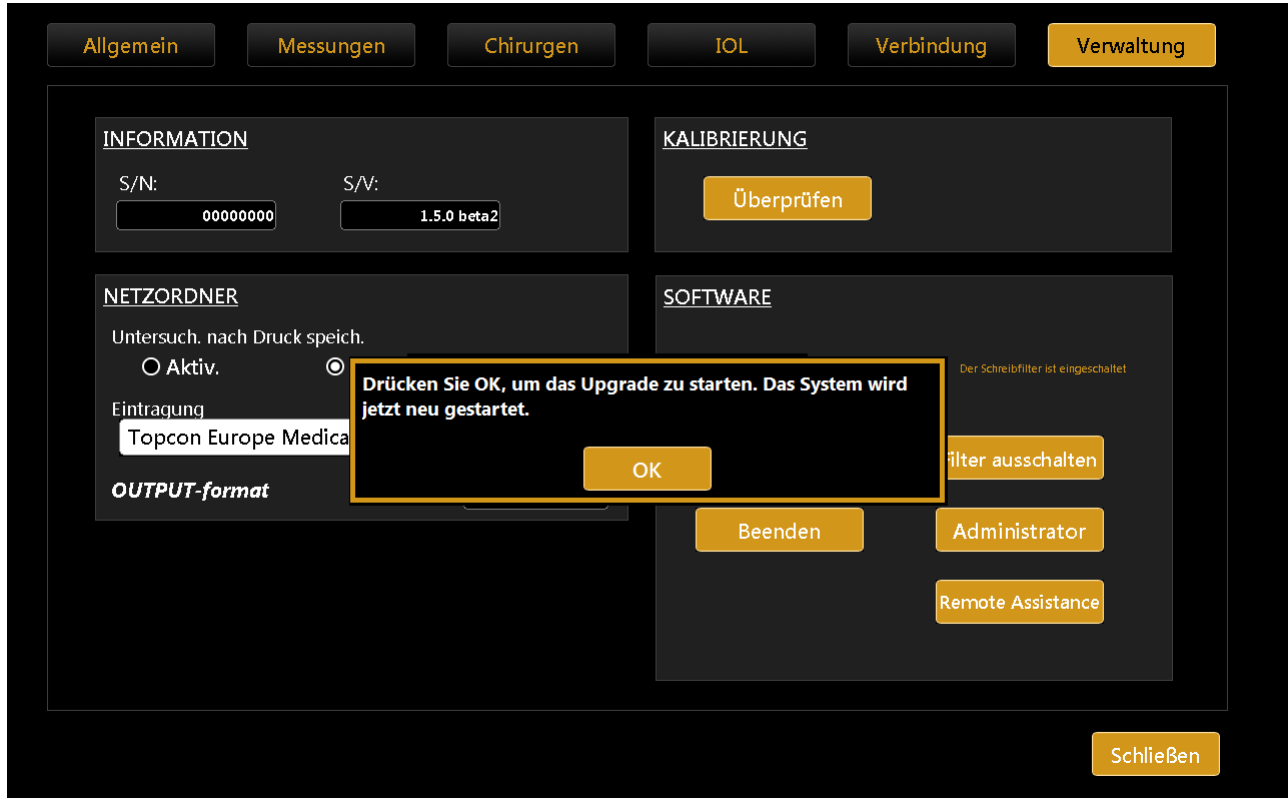 Allgemein
Messungen
Chirurgen
IOL
Verbindung
Verwaltung
INFORMATION
S/N:
S/V:
00000000
1.5.0 beta2
KALIBRIERUNG
Überprüfen
NETZORDNER
Untersuch. nach Druck speich.
Aktiv.
Eintragung
Topcon Europe Medica
OUTPUT-format
SOFTWARE
Der Schreibfilter ist eingeschaltet
Drücken Sie OK, um das Upgrade zu starten. Das System wird
jetzt neu gestartet.
OK
Filter ausschalten
Beenden
Administrator
Remote Assistance
Schließen